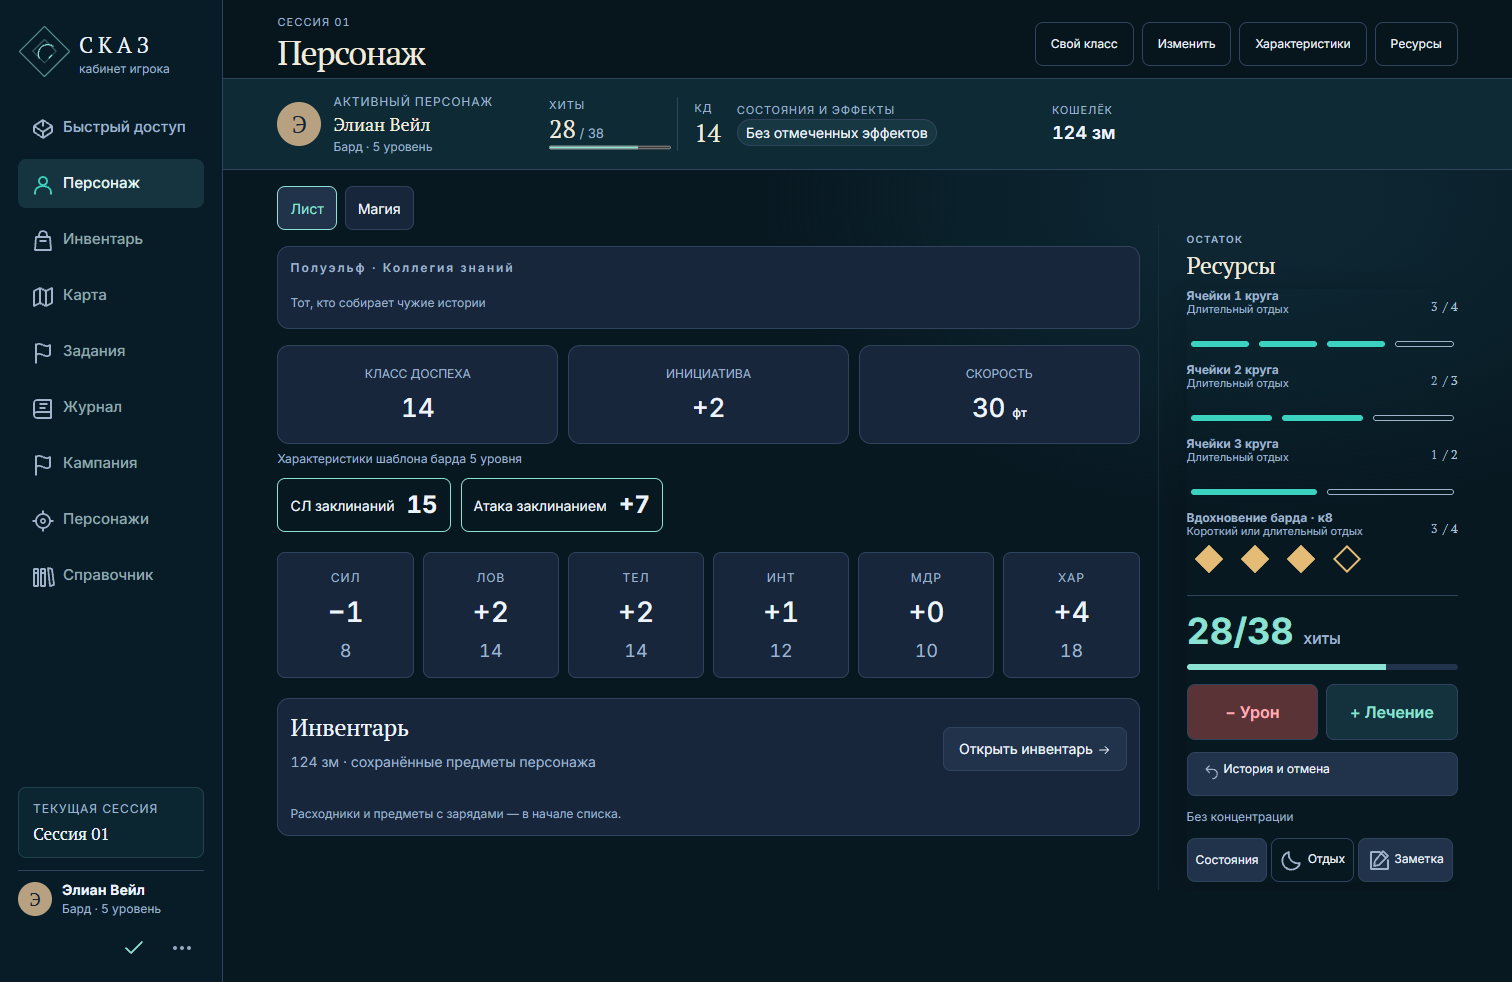 СКАЗ
кабинет игрока
Быстрый доступ
Персонаж
Инвентарь
Карта
Задания
Журнал
Кампания
Персонажи
Справочник
ТЕКУЩАЯ СЕССИЯ
Сессия 01
Э
Элиан Вейл
Бард · 5 уровень
СЕССИЯ 01
Персонаж
Свой класс
Изменить
Характеристики
Ресурсы
Э
АКТИВНЫЙ ПЕРСОНАЖ
Элиан Вейл
Бард · 5 уровень
ХИТЫ
28 / 38
КД
14
СОСТОЯНИЯ И ЭФФЕКТЫ
Без отмеченных эффектов
КОШЕЛЁК
124 зм
Лист
Магия
Полуэльф · Коллегия знаний
Тот, кто собирает чужие истории
КЛАСС ДОСПЕХА
14
ИНИЦИАТИВА
+2
СКОРОСТЬ
30 фт
Характеристики шаблона барда 5 уровня
СЛ заклинаний 15
Атака заклинанием +7
СИЛ
−1
8
ЛОВ
+2
14
ТЕЛ
+2
14
ИНТ
+1
12
МДР
+0
10
ХАР
+4
18
Инвентарь
124 зм · сохранённые предметы персонажа
Открыть инвентарь →
Расходники и предметы с зарядами — в начале списка.
ОСТАТОК
Ресурсы
Ячейки 1 круга
Длительный отдых
3 / 4
Ячейки 2 круга
Длительный отдых
2 / 3
Ячейки 3 круга
Длительный отдых
1 / 2
Вдохновение барда · к8
Короткий или длительный отдых
3 / 4
28/38 ХИТЫ
− Урон
+ Лечение
История и отмена
Без концентрации
Состояния
Отдых
Заметка